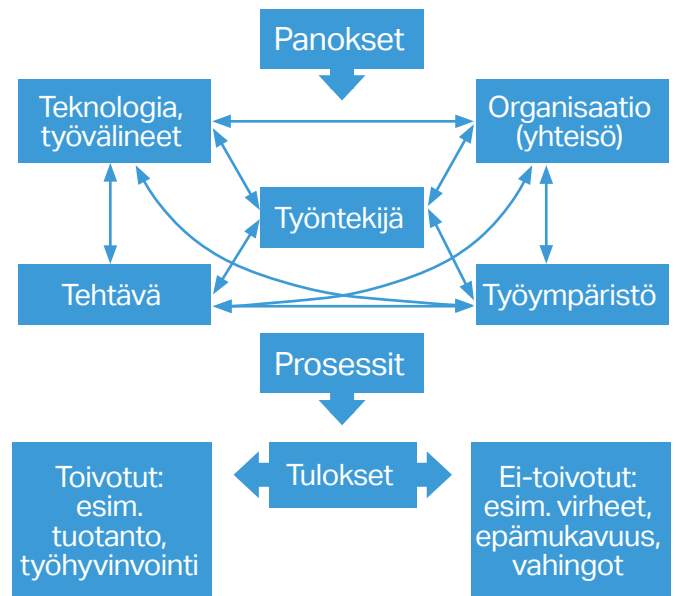 Panokset
Teknologia,
työvälineet
Organisaatio
(yhteisö)
Työntekijä
Tehtävä
Työympäristö
Prosessit
Toivotut:
esim.
tuotanto,
työhyvinvointi
Tulokset
Ei-toivotut:
esim. virheet,
epämukavuus,
vahingot